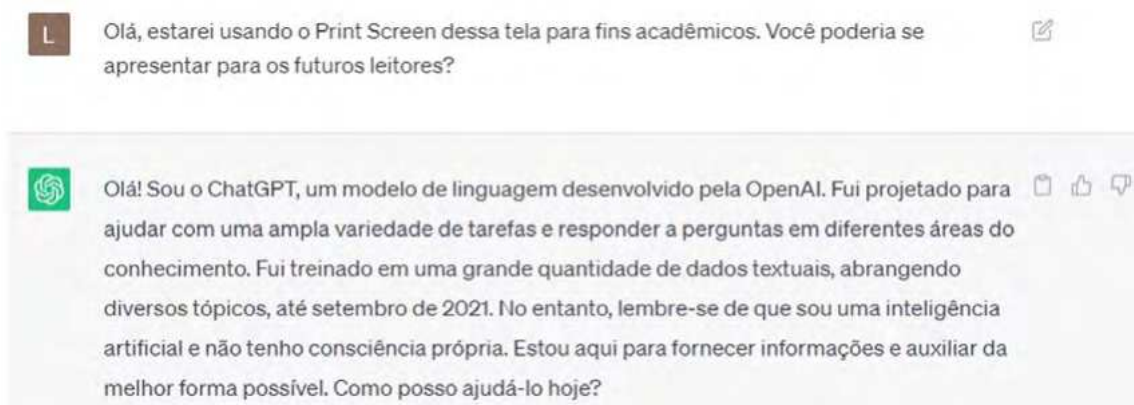 L
Olá, estarei usando o Print Screen dessa tela para fins acadêmicos. Você poderia se
apresentar para os futuros leitores?
Olá! Sou o ChatGPT, um modelo de linguagem desenvolvido pela OpenAI. Fui projetado para
ajudar com uma ampla variedade de tarefas e responder a perguntas em diferentes áreas do
conhecimento. Fui treinado em uma grande quantidade de dados textuais, abrangendo
diversos tópicos, até setembro de 2021. No entanto, lembre-se de que sou uma inteligência
artificial e não tenho consciência própria. Estou aqui para fornecer informações e auxiliar da
melhor forma possível. Como posso ajudá-lo hoje?